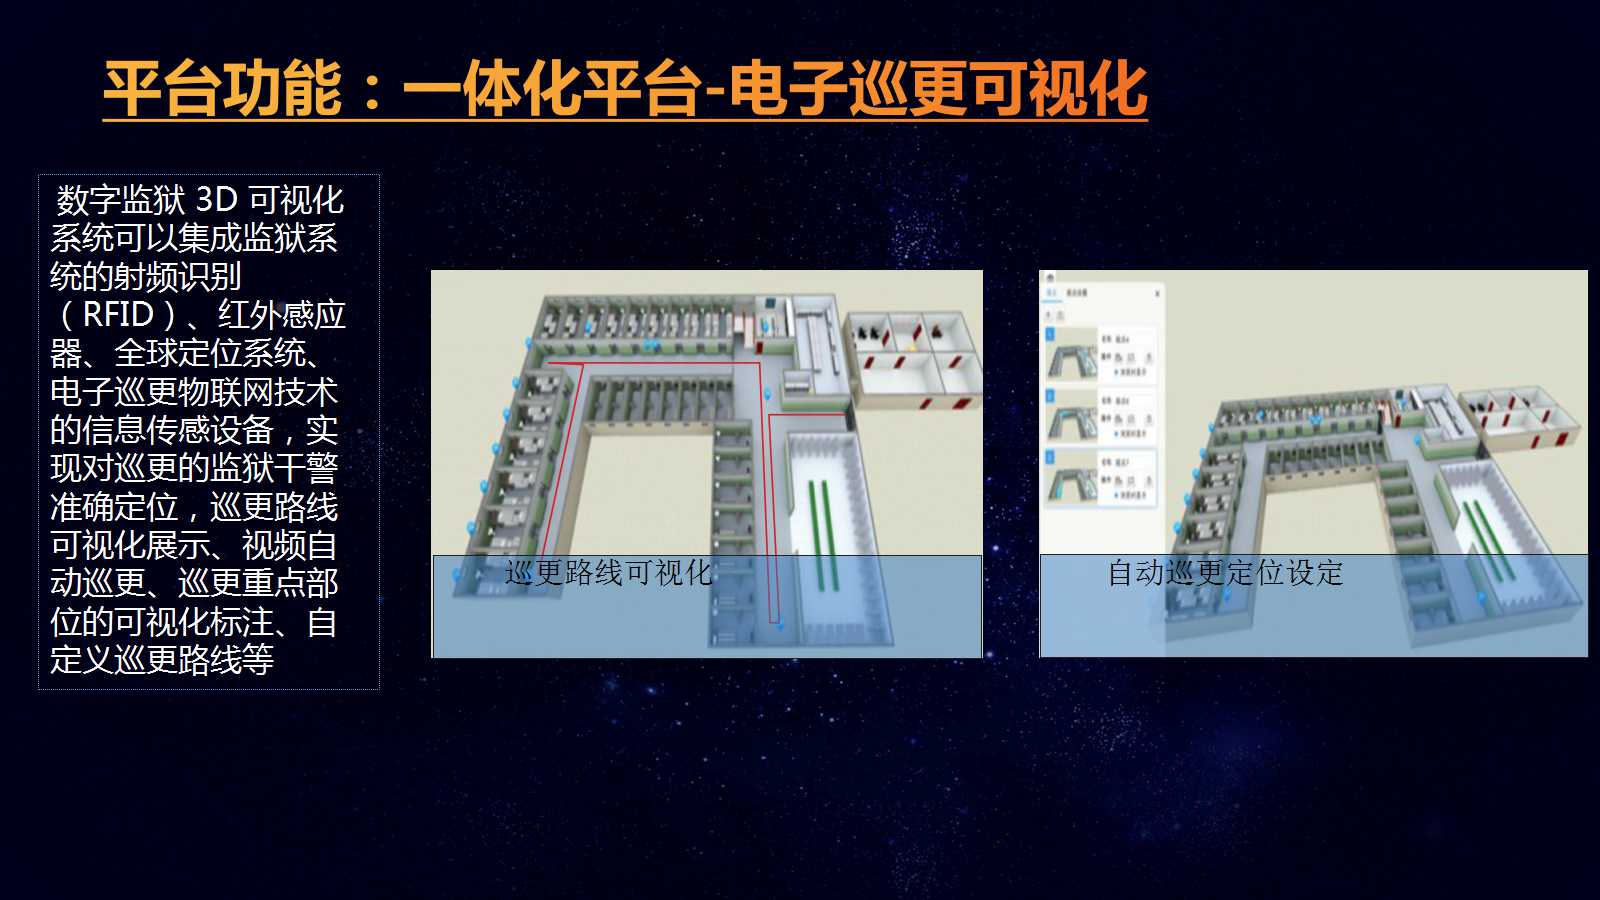 平台功能：一体化平台-电子巡更可视化
数字监狱 3D 可视化
系统可以集成监狱系
统的射频识别
（RFID）、红外感应
器、全球定位系统、
电子巡更物联网技术
的信息传感设备，实
现对巡更的监狱干警
准确定位，巡更路线
可视化展示、视频自
动巡更、巡更重点部
位的可视化标注、自
定义巡更路线等
巡更路线可视化
自动巡更定位设定